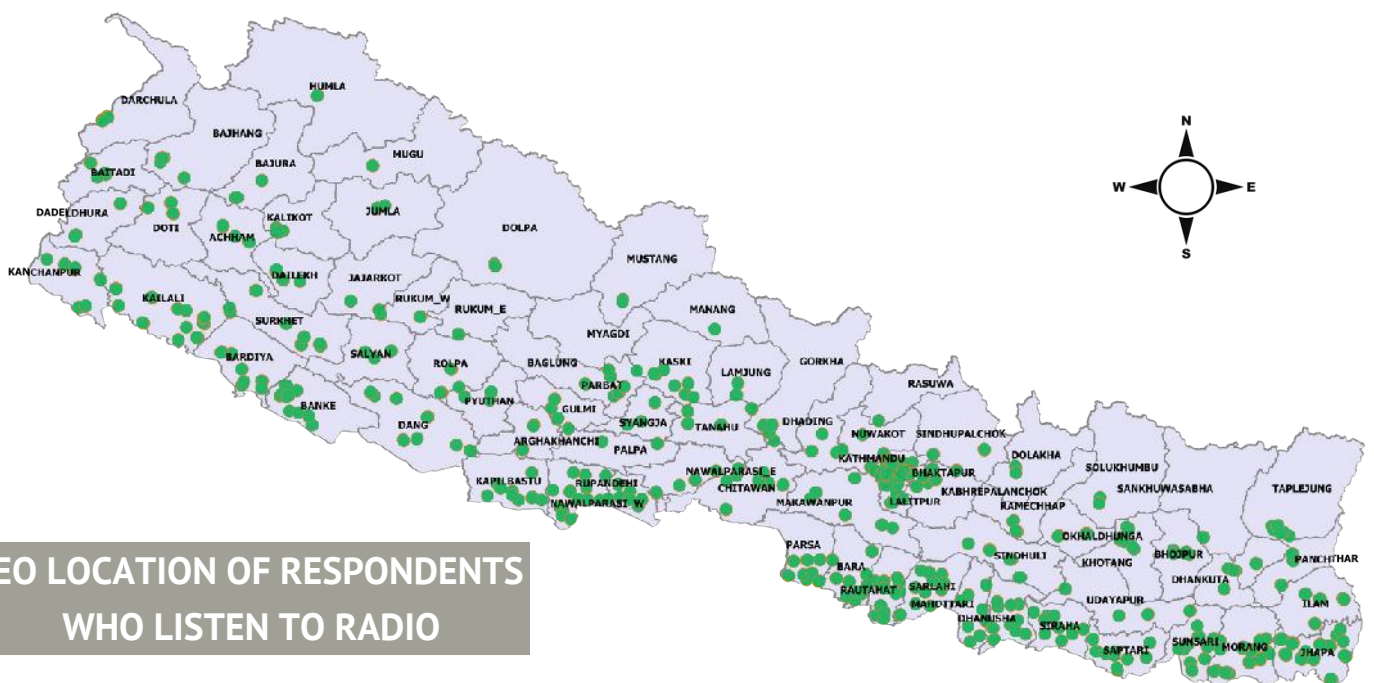 HUMLA
DARCHULA
BAJHANG
MUGU
BAJURA
BAITADI
DADELDHURA
JUMLA
KALIKOT
DOTI
ACHHAM
DOLPA
MUSTANG
KANCHANPUR
DAILEKH
JAJARKOT
KAILALI
RUKUM_W
RUKUM_E
MANANG
SURKHET
MYAGDI
BARDIYA
SALYAN
ROLPA
BAGLUNG
KASKI
GORKHA
LAMJUNG
RASUWA
PARBAT
BANKE
PYUTHAN
GULMI
DANG
SYANGJA
TANAHU
DHADING
NUWAKOT
SINDHUPALCHOK
ARGHAKHANCHI
PALPA
KATHMANDU
DOLAKHA
BHAKTAPUR
SOLUKHUMBU
NAWALPARASI_E
KAPILBASTU
RUPANDEHI
CHITAWAN
KABHREPALANCHOK
SANKHUWASABHA
TAPLEJUNG
NAWALPARASI_W
MAKAWANPUR
LALITPUR
RAMECHHAP
OKHALDHUNGA
PARSA
SINDHULI
BHOJPUR
PANCHTHAR
BARA
KHOTANG
DHANKUTA
RAUTAHAT
SARLAHI
UDAYAPUR
ILAM
MAHOTTARI
DHANUSHA
SIRAHA
SAPTARI
SUNSARI
MORANG
JHAPA
N
W
E
S
EO LOCATION OF RESPONDENTS
WHO LISTEN TO RADIO